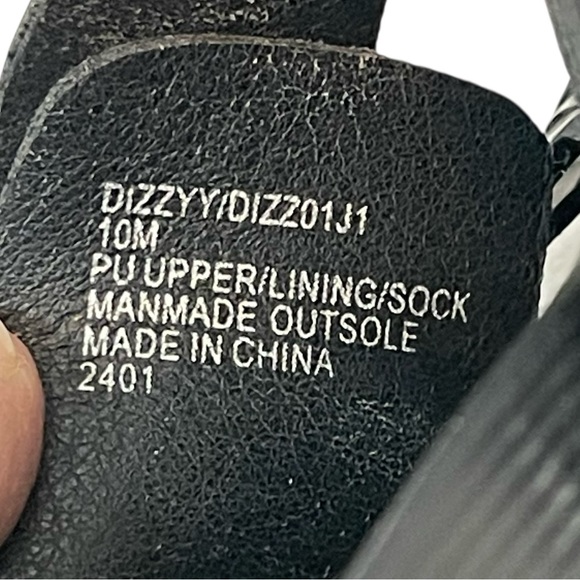 DIZZYY/DIZZ01J1
10M
PU UPPER/LINING/SOCK
MANMADE OUTSOLE
MADE IN CHINA
2401